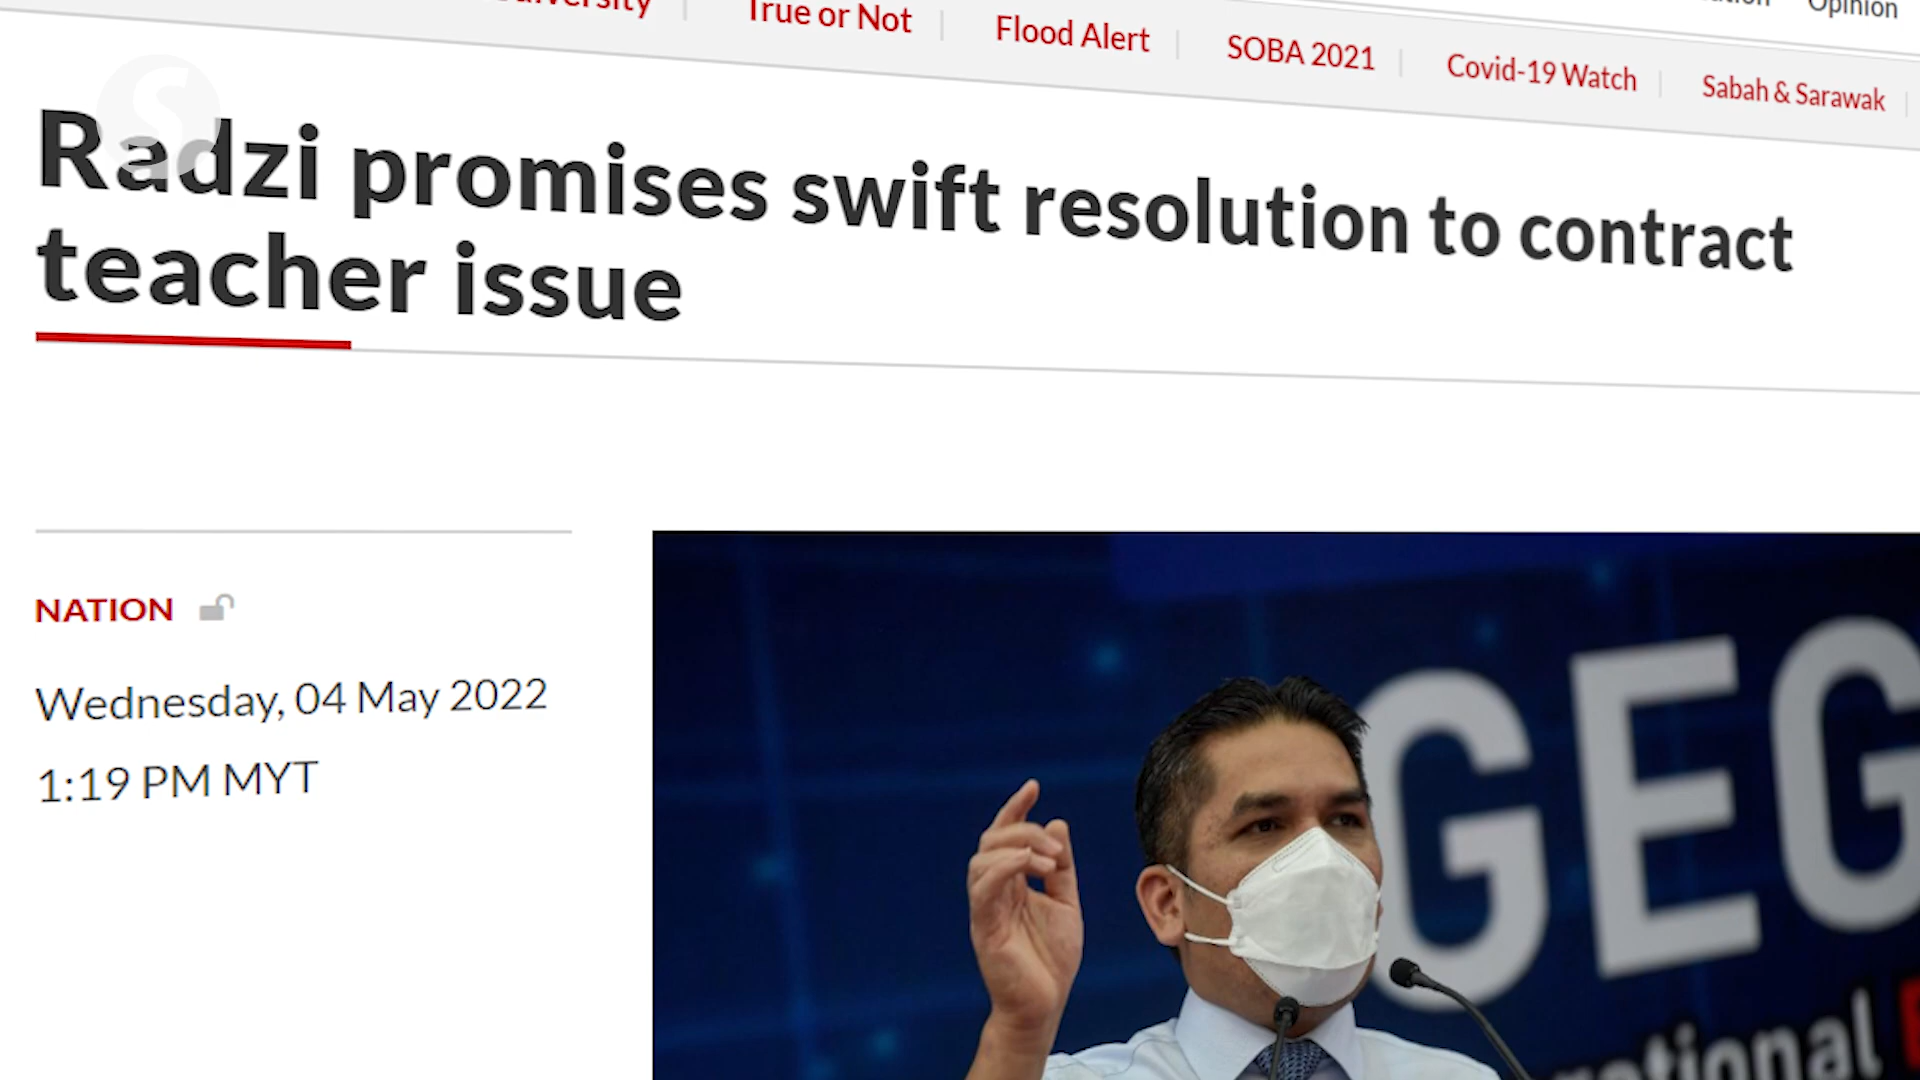 Opinion
True or Not
Flood Alert
SOBA 2021
Covid-19 Watch
Sabah & Sarawak
Radzi promises swift resolution to contract
teacher issue
NATION
Wednesday, 04 May 2022
1:19 PM MYT
GEG